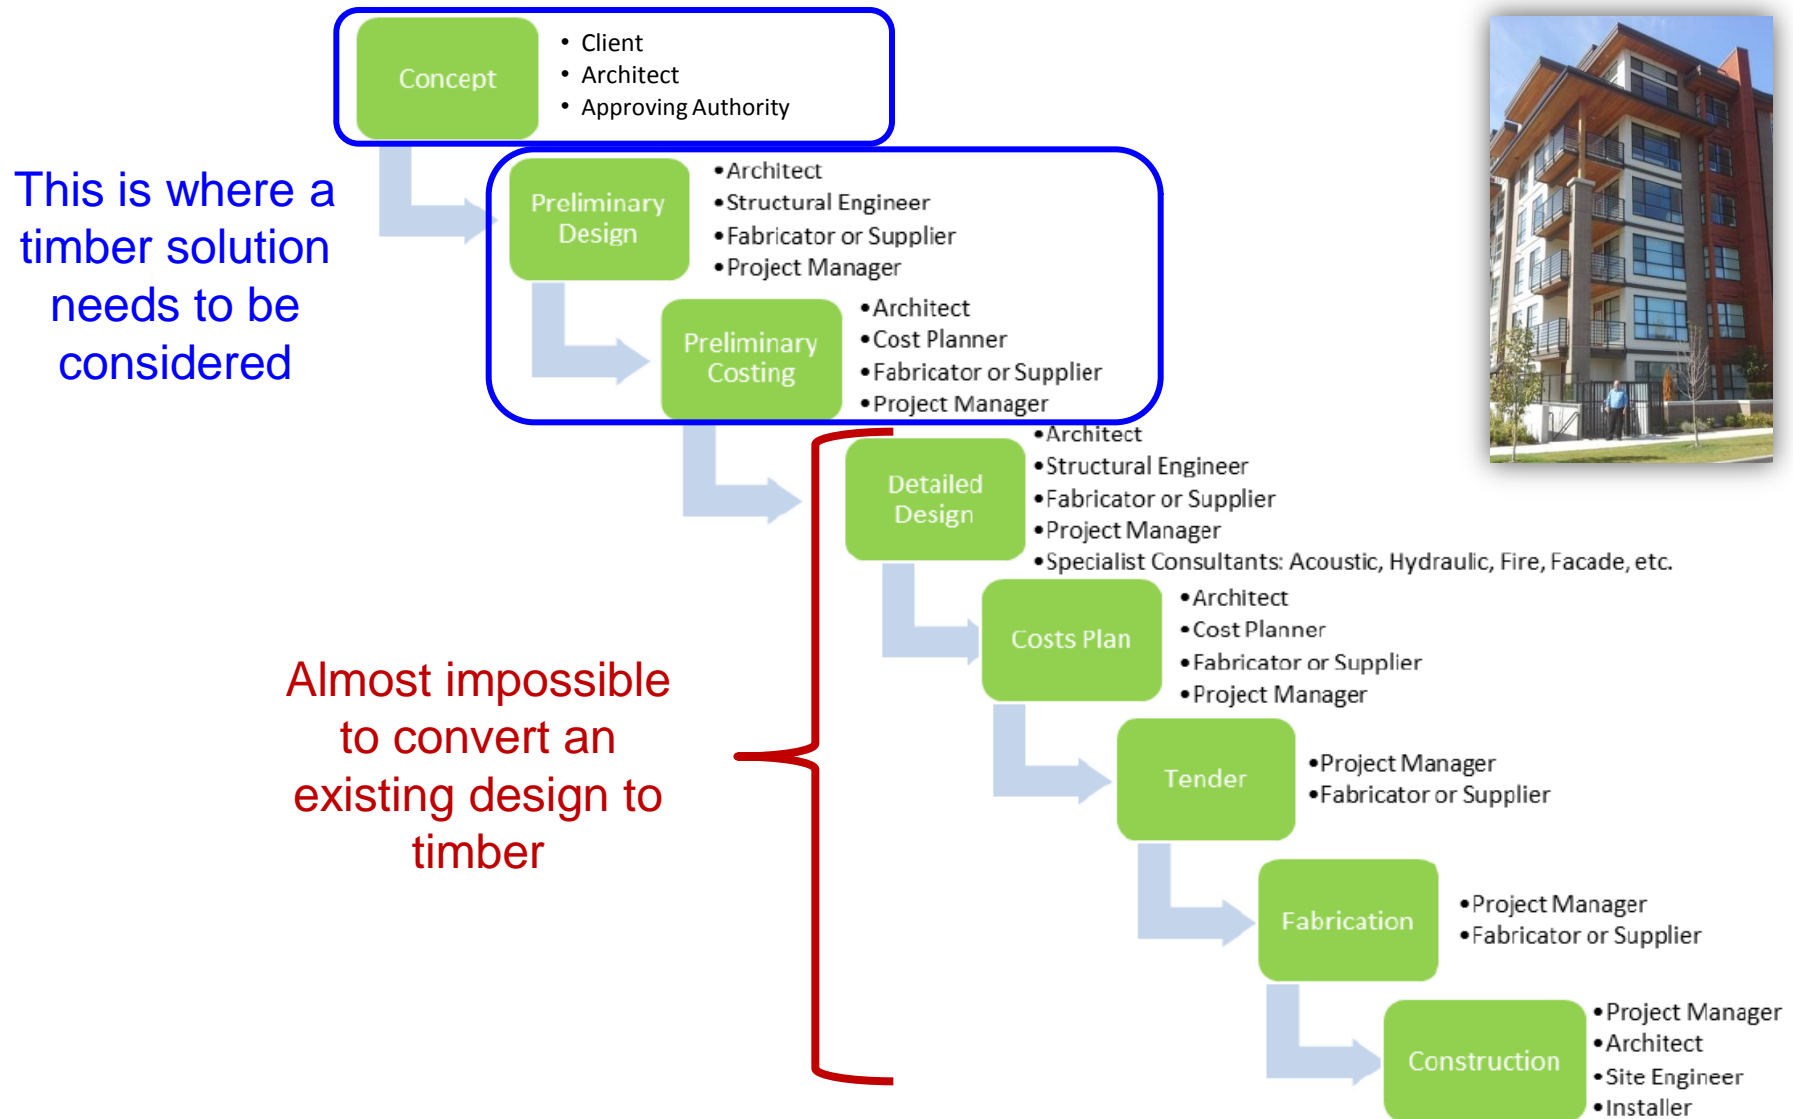 Concept
• Client
• Architect
• Approving Authority
This is where a
timber solution
needs to be
considered
Preliminary
Design
•Architect
•Structural Engineer
•Fabricator or Supplier
•Project Manager
Preliminary
Costing
•Architect
•Cost Planner
•Fabricator or Supplier
•Project Manager
Detailed
Design
•Architect
•Structural Engineer
•Fabricator or Supplier
•Project Manager
•Specialist Consultants: Acoustic, Hydraulic, Fire, Facade, etc.
Almost impossible
to convert an
existing design to
timber
Costs Plan
•Architect
•Cost Planner
•Fabricator or Supplier
•Project Manager
Tender
•Project Manager
•Fabricator or Supplier
Fabrication
•Project Manager
•Fabricator or Supplier
Construction
•Project Manager
•Architect
•Site Engineer
•Installer